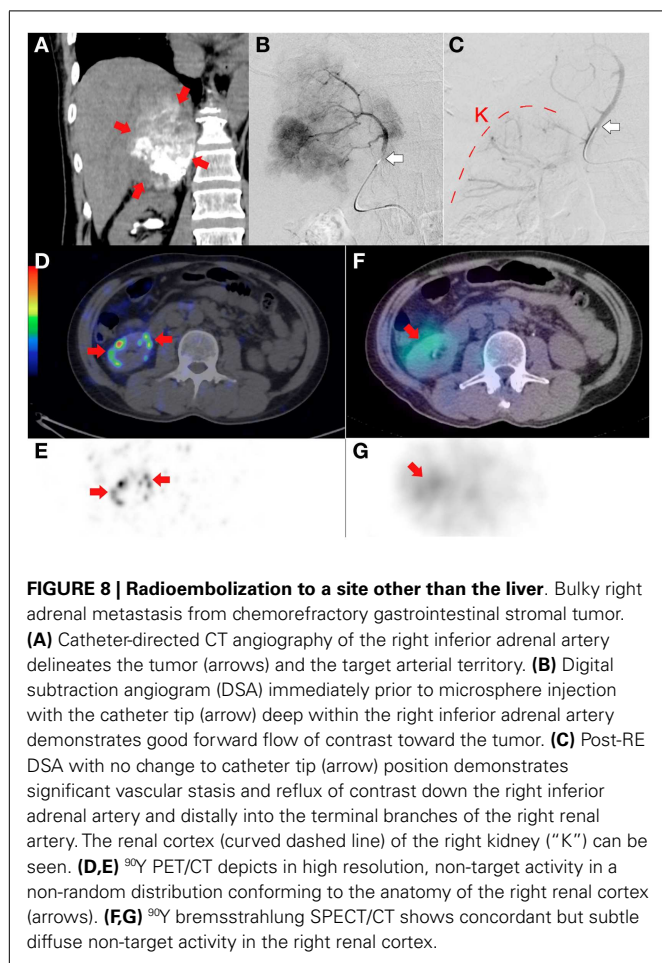 A
B
C
K
D
F
E
G
FIGURE 8 | Radioembolization to a site other than the liver. Bulky right
adrenal metastasis from chemorefractory gastrointestinal stromal tumor.
(A) Catheter-directed CT angiography of the right inferior adrenal artery
delineates the tumor (arrows) and the target arterial territory. (B) Digital
subtraction angiogram (DSA) immediately prior to microsphere injection
with the catheter tip (arrow) deep within the right inferior adrenal artery
demonstrates good forward flow of contrast toward the tumor. (C) Post-RE
DSA with no change to catheter tip (arrow) position demonstrates
significant vascular stasis and reflux of contrast down the right inferior
adrenal artery and distally into the terminal branches of the right renal
artery. The renal cortex (curved dashed line) of the right kidney (“K”) can be
seen. (D,E) ⁹⁰Y PET/CT depicts in high resolution, non-target activity in a
non-random distribution conforming to the anatomy of the right renal cortex
(arrows). (F,G) ⁹⁰Y bremsstrahlung SPECT/CT shows concordant but subtle
diffuse non-target activity in the right renal cortex.